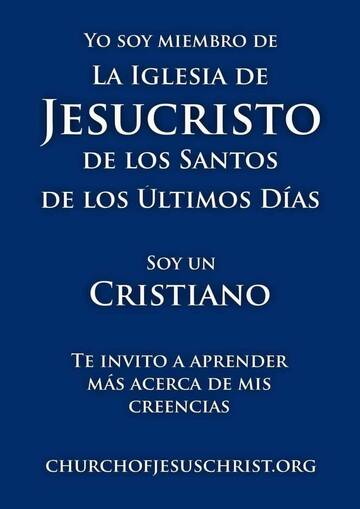 Yo soy miembro de
La Iglesia de
Jesucristo
de los Santos
de los Últimos Días
Soy un
Cristiano
Te invito a aprender
más acerca de mis
creencias
churchofjesuschrist.org